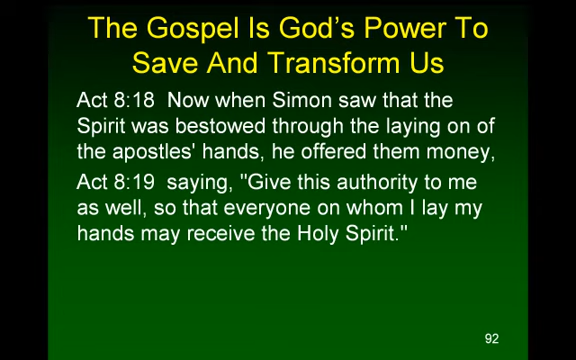 The Gospel Is God's Power To
Save And Transform Us
Act 8:18  Now when Simon saw that the
Spirit was bestowed through the laying on of
the apostles' hands, he offered them money,
Act 8:19  saying, "Give this authority to me
as well, so that everyone on whom I lay my
hands may receive the Holy Spirit."
92